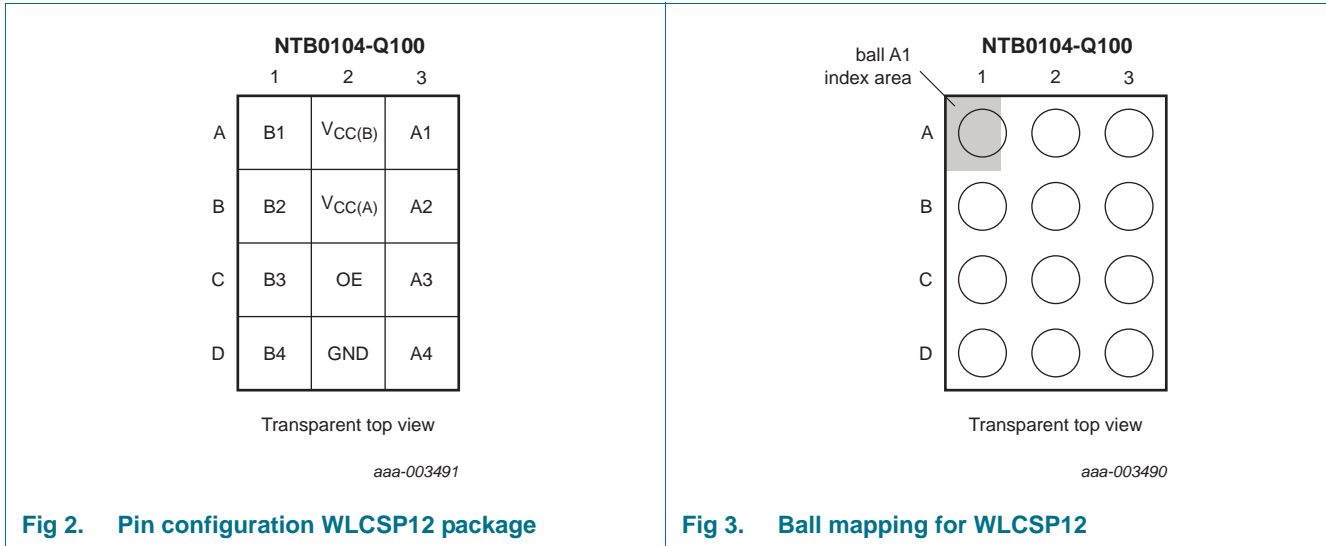 NTB0104-Q100
1 2 3
A B1 VCC(B) A1
B B2 VCC(A) A2
C B3 OE A3
D B4 GND A4
Transparent top view
aaa-003491
Fig 2. Pin configuration WLCSP12 package
NTB0104-Q100
ball A1
index area
1 2 3
A
B
C
D
Transparent top view
aaa-003490
Fig 3. Ball mapping for WLCSP12